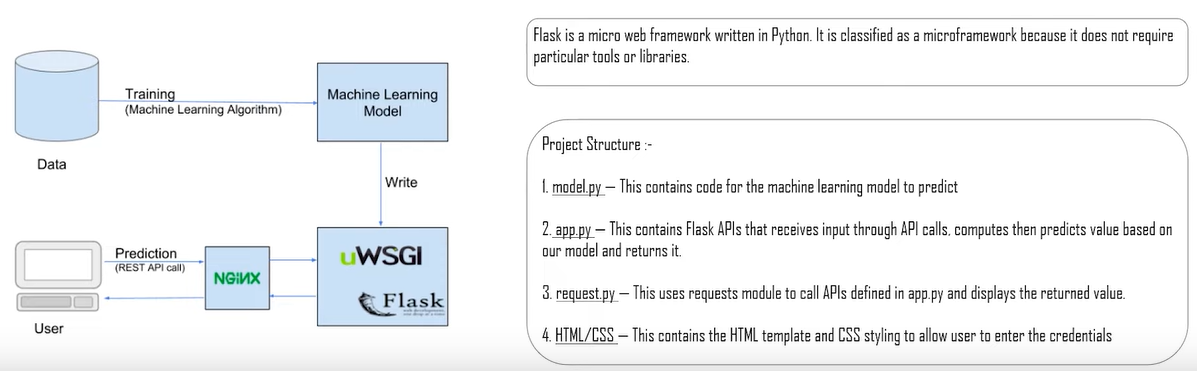 Training
(Machine Learning Algorithm)
Machine Learning
Model
Data
Write
Prediction
(REST API call)
NGiNX
uWSGI
Flask
User
Flask is a micro web framework written in Python. It is classified as a microframework because it does not require
particular tools or libraries.
Project Structure :-
1. model.py — This contains code for the machine learning model to predict
2. app.py — This contains Flask APIs that receives input through API calls, computes then predicts value based on
our model and returns it.
3. request.py — This uses requests module to call APIs defined in app.py and displays the returned value.
4. HTML/CSS — This contains the HTML template and CSS styling to allow user to enter the credentials